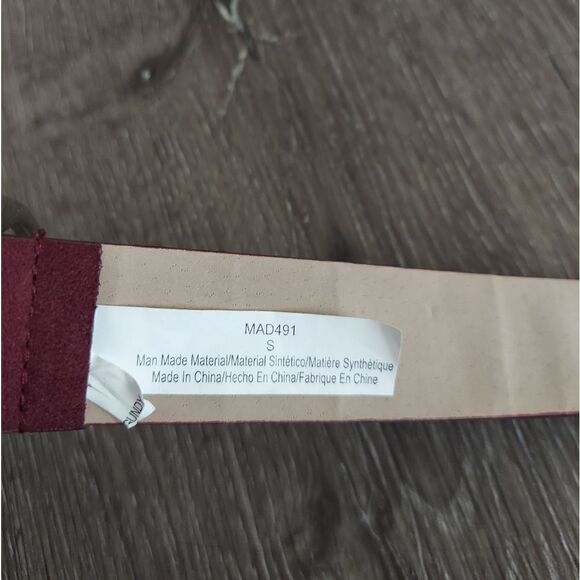 MAD491
S
Man Made Material/Material Sintético/Matière Synthétique
Made In China/Hecho En China/Fabrique En Chine